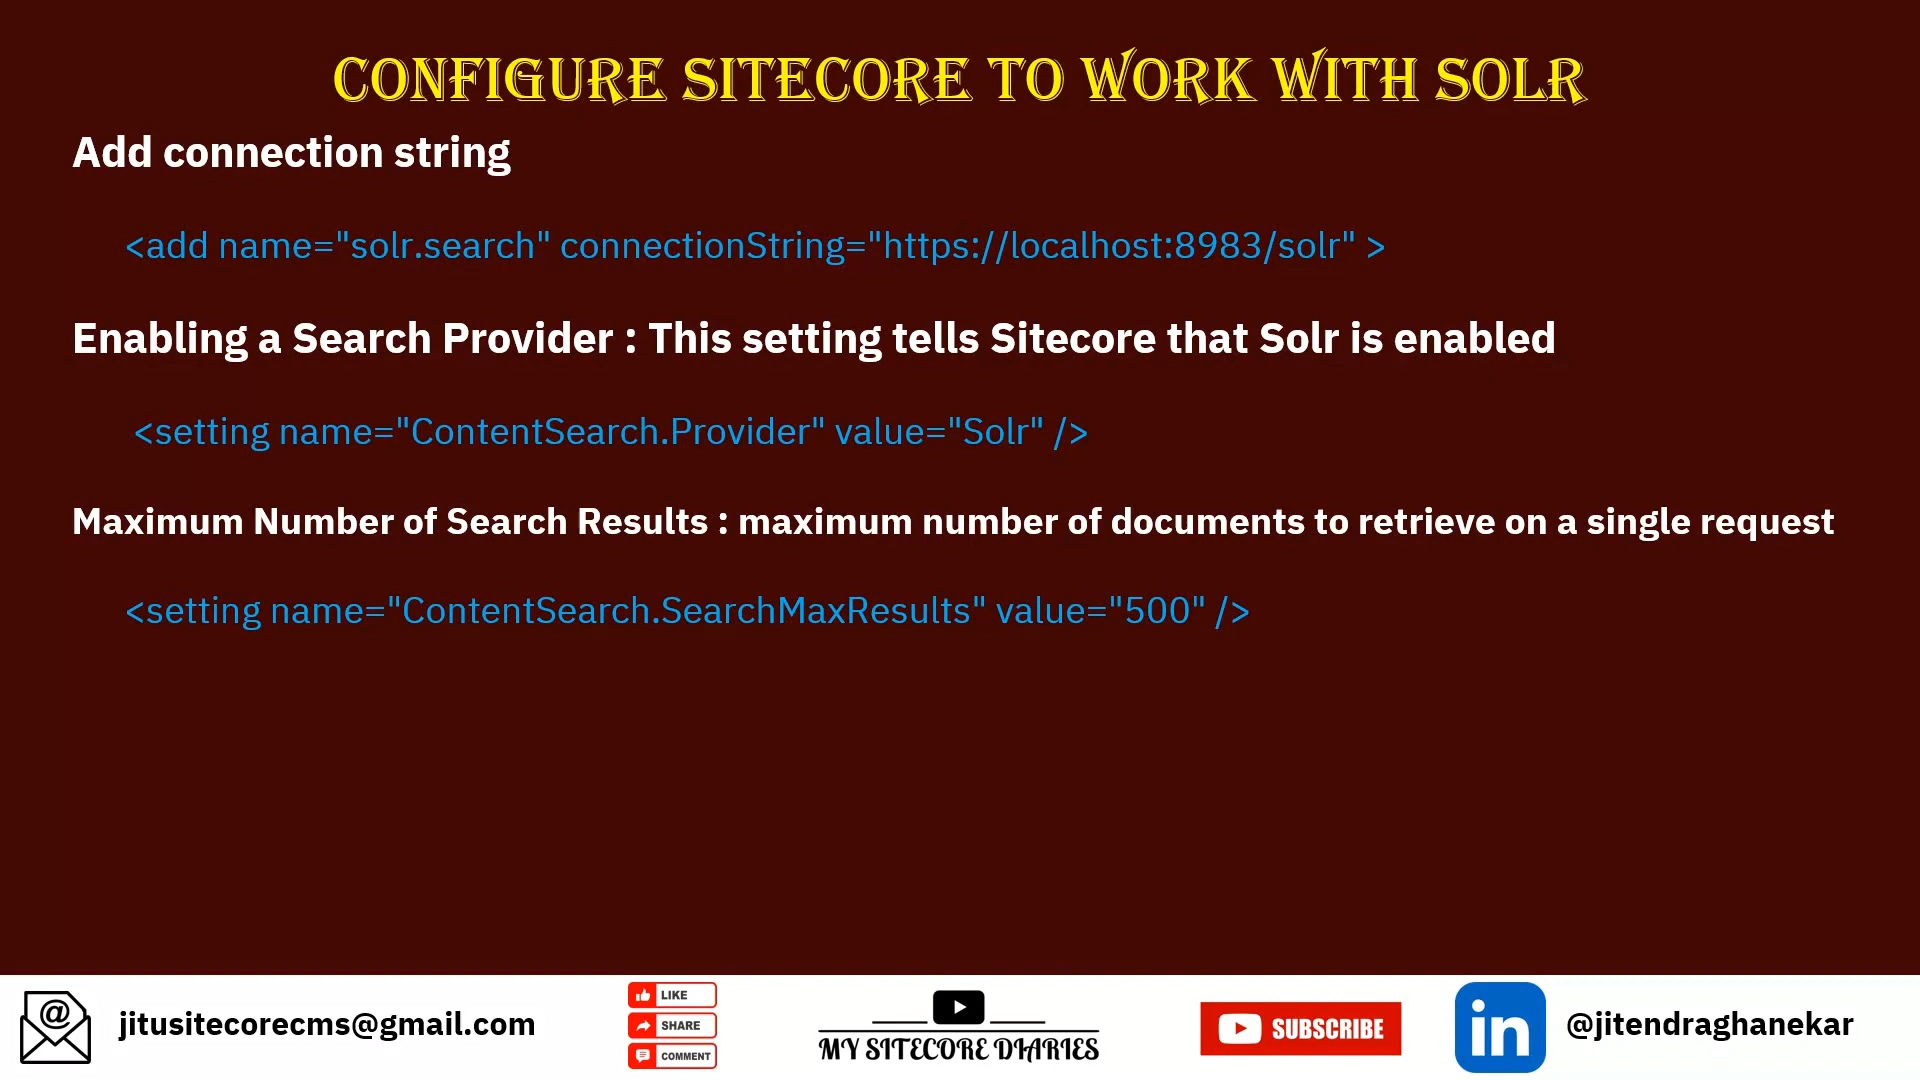 CONFIGURE SITECORE TO WORK WITH SOLR
Add connection string
<add name="solr.search" connectionString="https://localhost:8983/solr" >
Enabling a Search Provider : This setting tells Sitecore that Solr is enabled
<setting name="ContentSearch.Provider" value="Solr" />
Maximum Number of Search Results : maximum number of documents to retrieve on a single request
<setting name="ContentSearch.SearchMaxResults" value="500" />
@
jitusitecorecms@gmail.com
LIKE
SHARE
COMMENT
MY SITECORE DIARIES
SUBSCRIBE
in
@jitendraghanekar